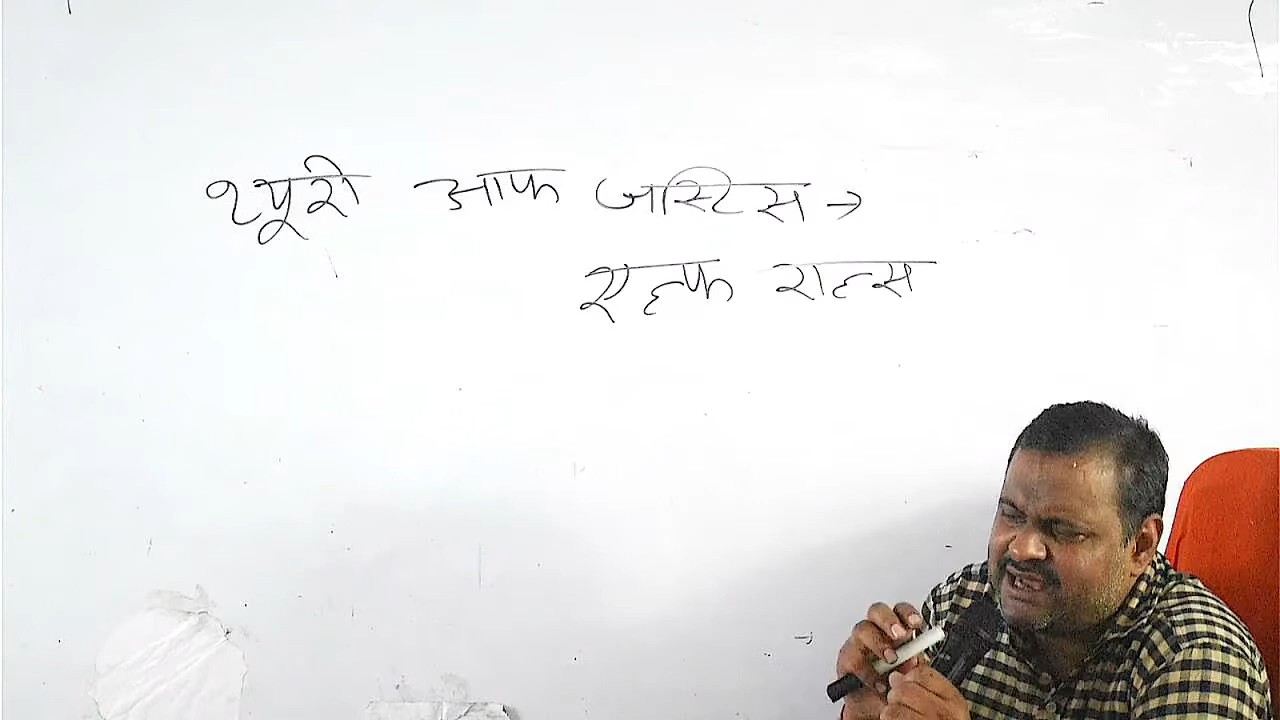 थ्यूरी आफ जस्टिस →
राल्फ राल्स